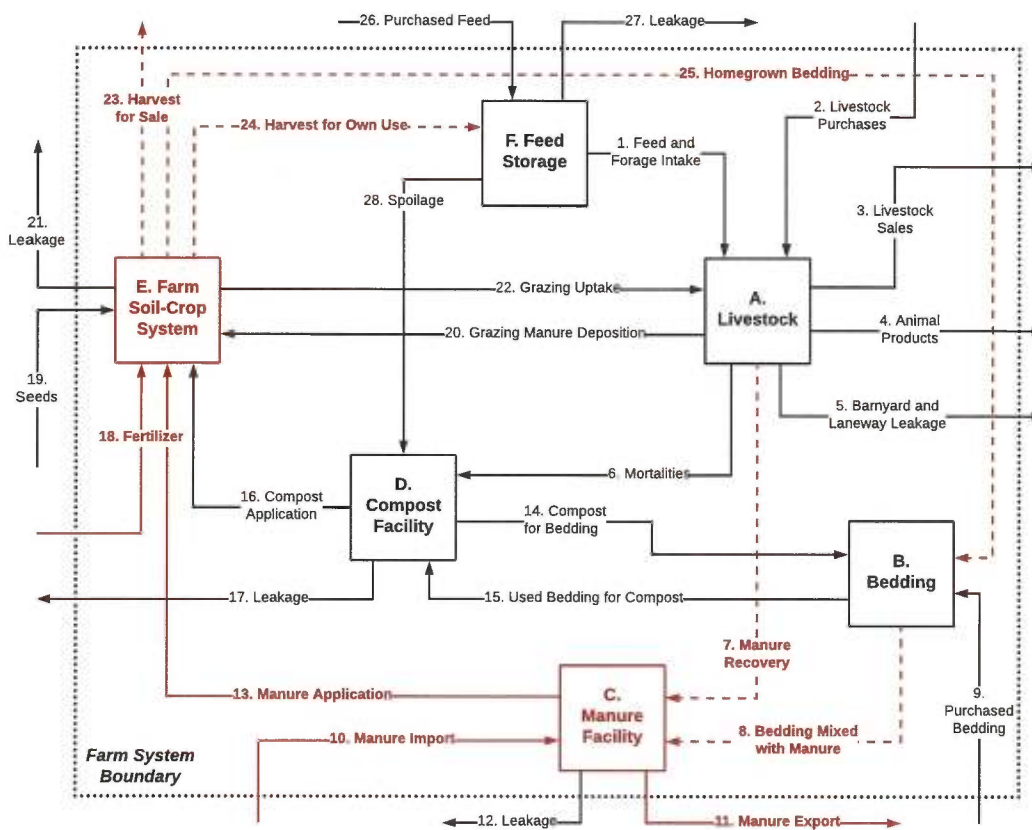 26. Purchased Feed
27. Leakage
25. Homegrown Bedding
23. Harvest
for Sale
24. Harvest for Own Use
F. Feed
Storage
1. Feed and
Forage Intake
2. Livestock
Purchases
28. Spoilage
3. Livestock
Sales
21.
Leakage
E. Farm
Soil-Crop
System
22. Grazing Uptake
A.
Livestock
20. Grazing Manure Deposition
4. Animal
Products
19.
Seeds
18. Fertilizer
5. Barnyard and
Laneway Leakage
6. Mortalities
D.
Compost
Facility
16. Compost
Application
14. Compost
for Bedding
B.
Bedding
17. Leakage
15. Used Bedding for Compost
7. Manure
Recovery
13. Manure Application
C.
Manure
Facility
9.
Purchased
Bedding
10. Manure Import
8. Bedding Mixed
with Manure
Farm System
Boundary
12. Leakage
11. Manure Export